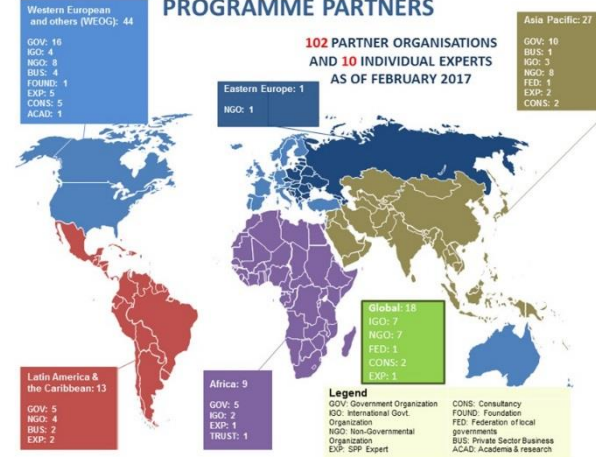 PROGRAMME PARTNERS
102 PARTNER ORGANISATIONS
AND 10 INDIVIDUAL EXPERTS
AS OF FEBRUARY 2017
Western European
and others (WEOG): 44
GOV: 16
IGO: 4
NGO: 8
BUS: 4
FOUND: 1
EXP: 5
CONS: 5
ACAD: 1
Eastern Europe: 1
NGO: 1
Asia Pacific: 27
GOV: 10
BUS: 1
IGO: 3
NGO: 8
FED: 1
EXP: 2
CONS: 2
Latin America &
the Caribbean: 13
GOV: 5
NGO: 4
BUS: 2
EXP: 2
Africa: 9
GOV: 5
IGO: 2
EXP: 1
TRUST: 1
Global: 18
IGO: 7
NGO: 7
FED: 1
CONS: 2
EXP: 1
Legend
GOV: Government Organization
IGO: International Govt.
Organization
NGO: Non-Governmental
Organization
EXP: SPP Expert
CONS: Consultancy
FOUND: Foundation
FED: Federation of local
governments
BUS: Private Sector Business
ACAD: Academia & research